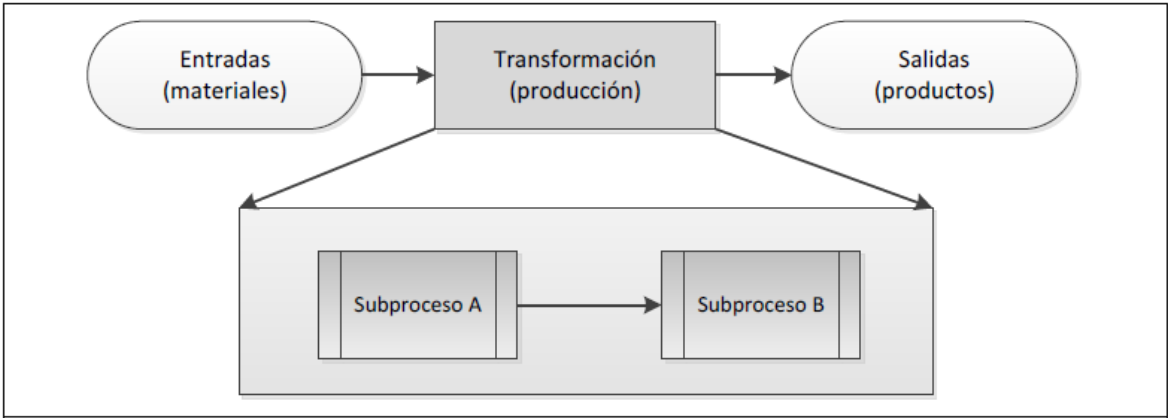 Entradas
(materiales)
Transformación
(producción)
Salidas
(productos)
Subproceso A
Subproceso B